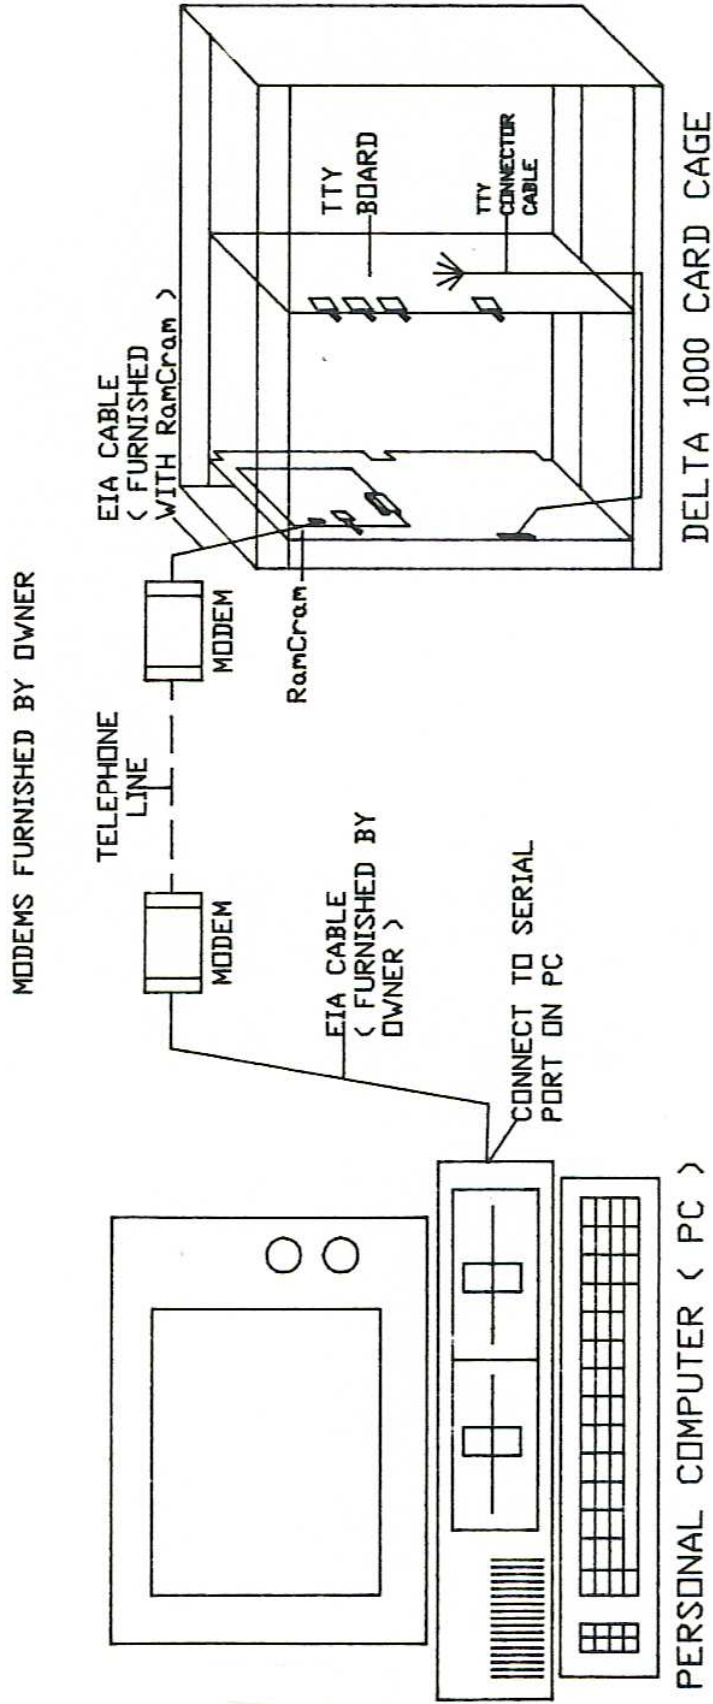 MODEMS FURNISHED BY OWNER
EIA CABLE
( FURNISHED
WITH RamCram )
TELEPHONE
LINE
MODEM
MODEM
RamCram
TTY
BOARD
TTY
CONNECTOR
CABLE
EIA CABLE
( FURNISHED BY
OWNER )
CONNECT TO SERIAL
PORT ON PC
PERSONAL COMPUTER ( PC )
DELTA 1000 CARD CAGE